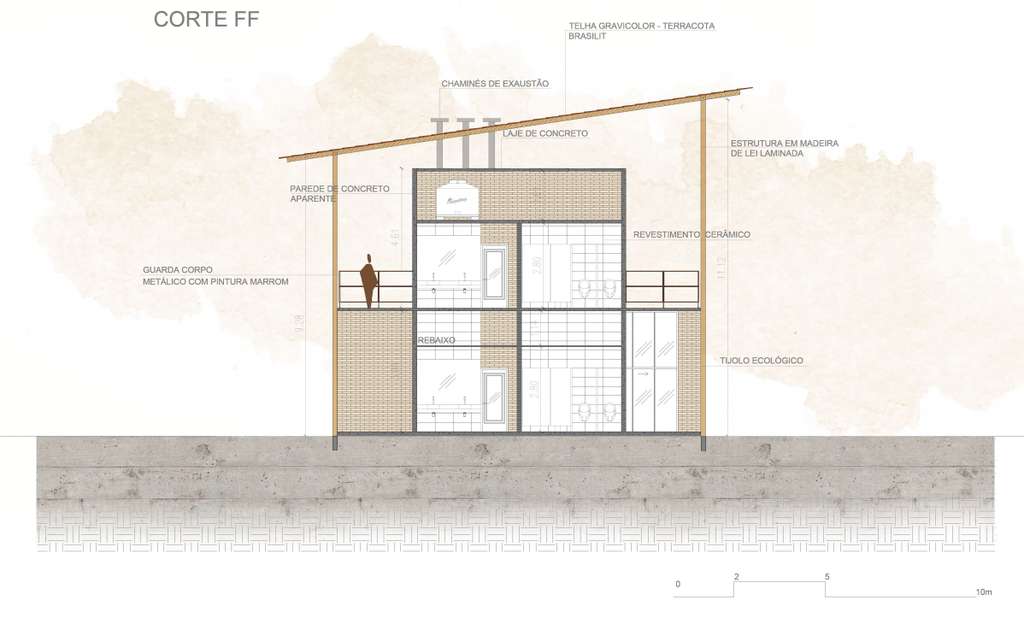 CORTE FF
TELHA GRAVICOLOR - TERRACOTA
BRASILIT
CHAMINÉS DE EXAUSTÃO
LAJE DE CONCRETO
ESTRUTURA EM MADEIRA
DE LEI LAMINADA
PAREDE DE CONCRETO
APARENTE
REVESTIMENTO CERÂMICO
4.61
2.80
11.12
GUARDA CORPO
METÁLICO COM PINTURA MARROM
REBAIXO
TIJOLO ECOLÓGICO
2.80
0
2
5
10m